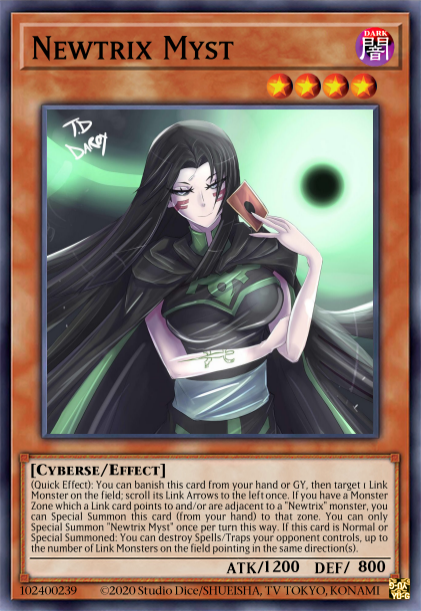 Newtrix Myst
DARK
闇
T.D
DAROY
[Cyberse/Effect]
(Quick Effect): You can banish this card from your hand or GY, then target 1 Link
Monster on the field; scroll its Link Arrows to the left once. If you have a Monster
Zone which a Link card points to and/or are adjacent to a "Newtrix" monster, you
can Special Summon this card (from your hand) to that zone. You can only
Special Summon "Newtrix Myst" once per turn this way. If this card is Normal or
Special Summoned: You can destroy Spells/Traps your opponent controls, up to
the number of Link Monsters on the field pointing in the same direction(s).
ATK/1200 DEF/ 800
102400239 ©2020 Studio Dice/SHUEISHA, TV TOKYO, KONAMI